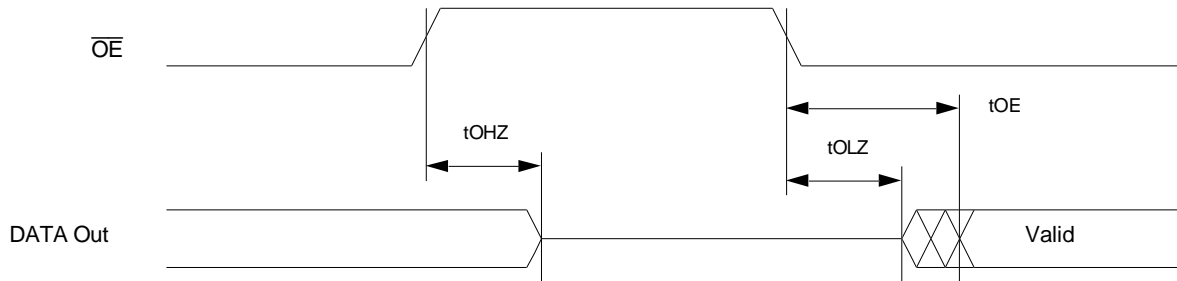 OE
tOE
tOHZ
tOLZ
DATA Out
Valid